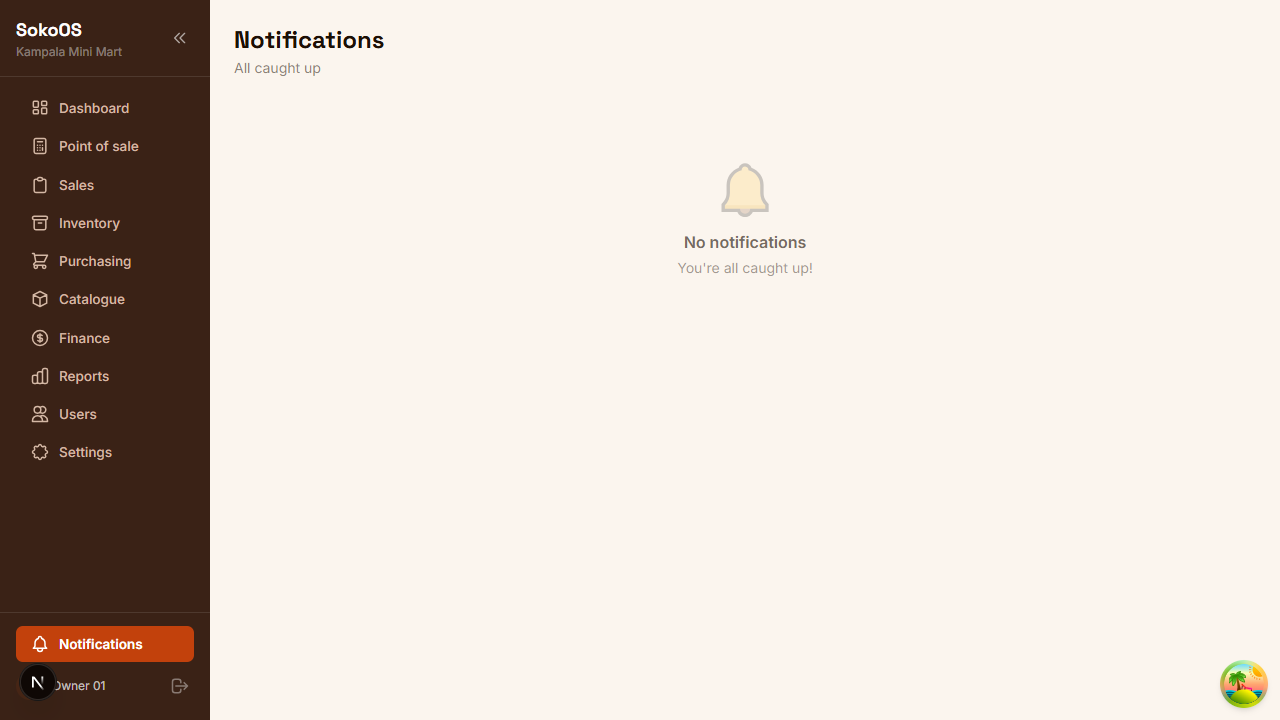 SokoOS
Kampala Mini Mart
Dashboard
Point of sale
Sales
Inventory
Purchasing
Catalogue
Finance
Reports
Users
Settings
Notifications
N
Owner 01
Notifications
All caught up
No notifications
You're all caught up!